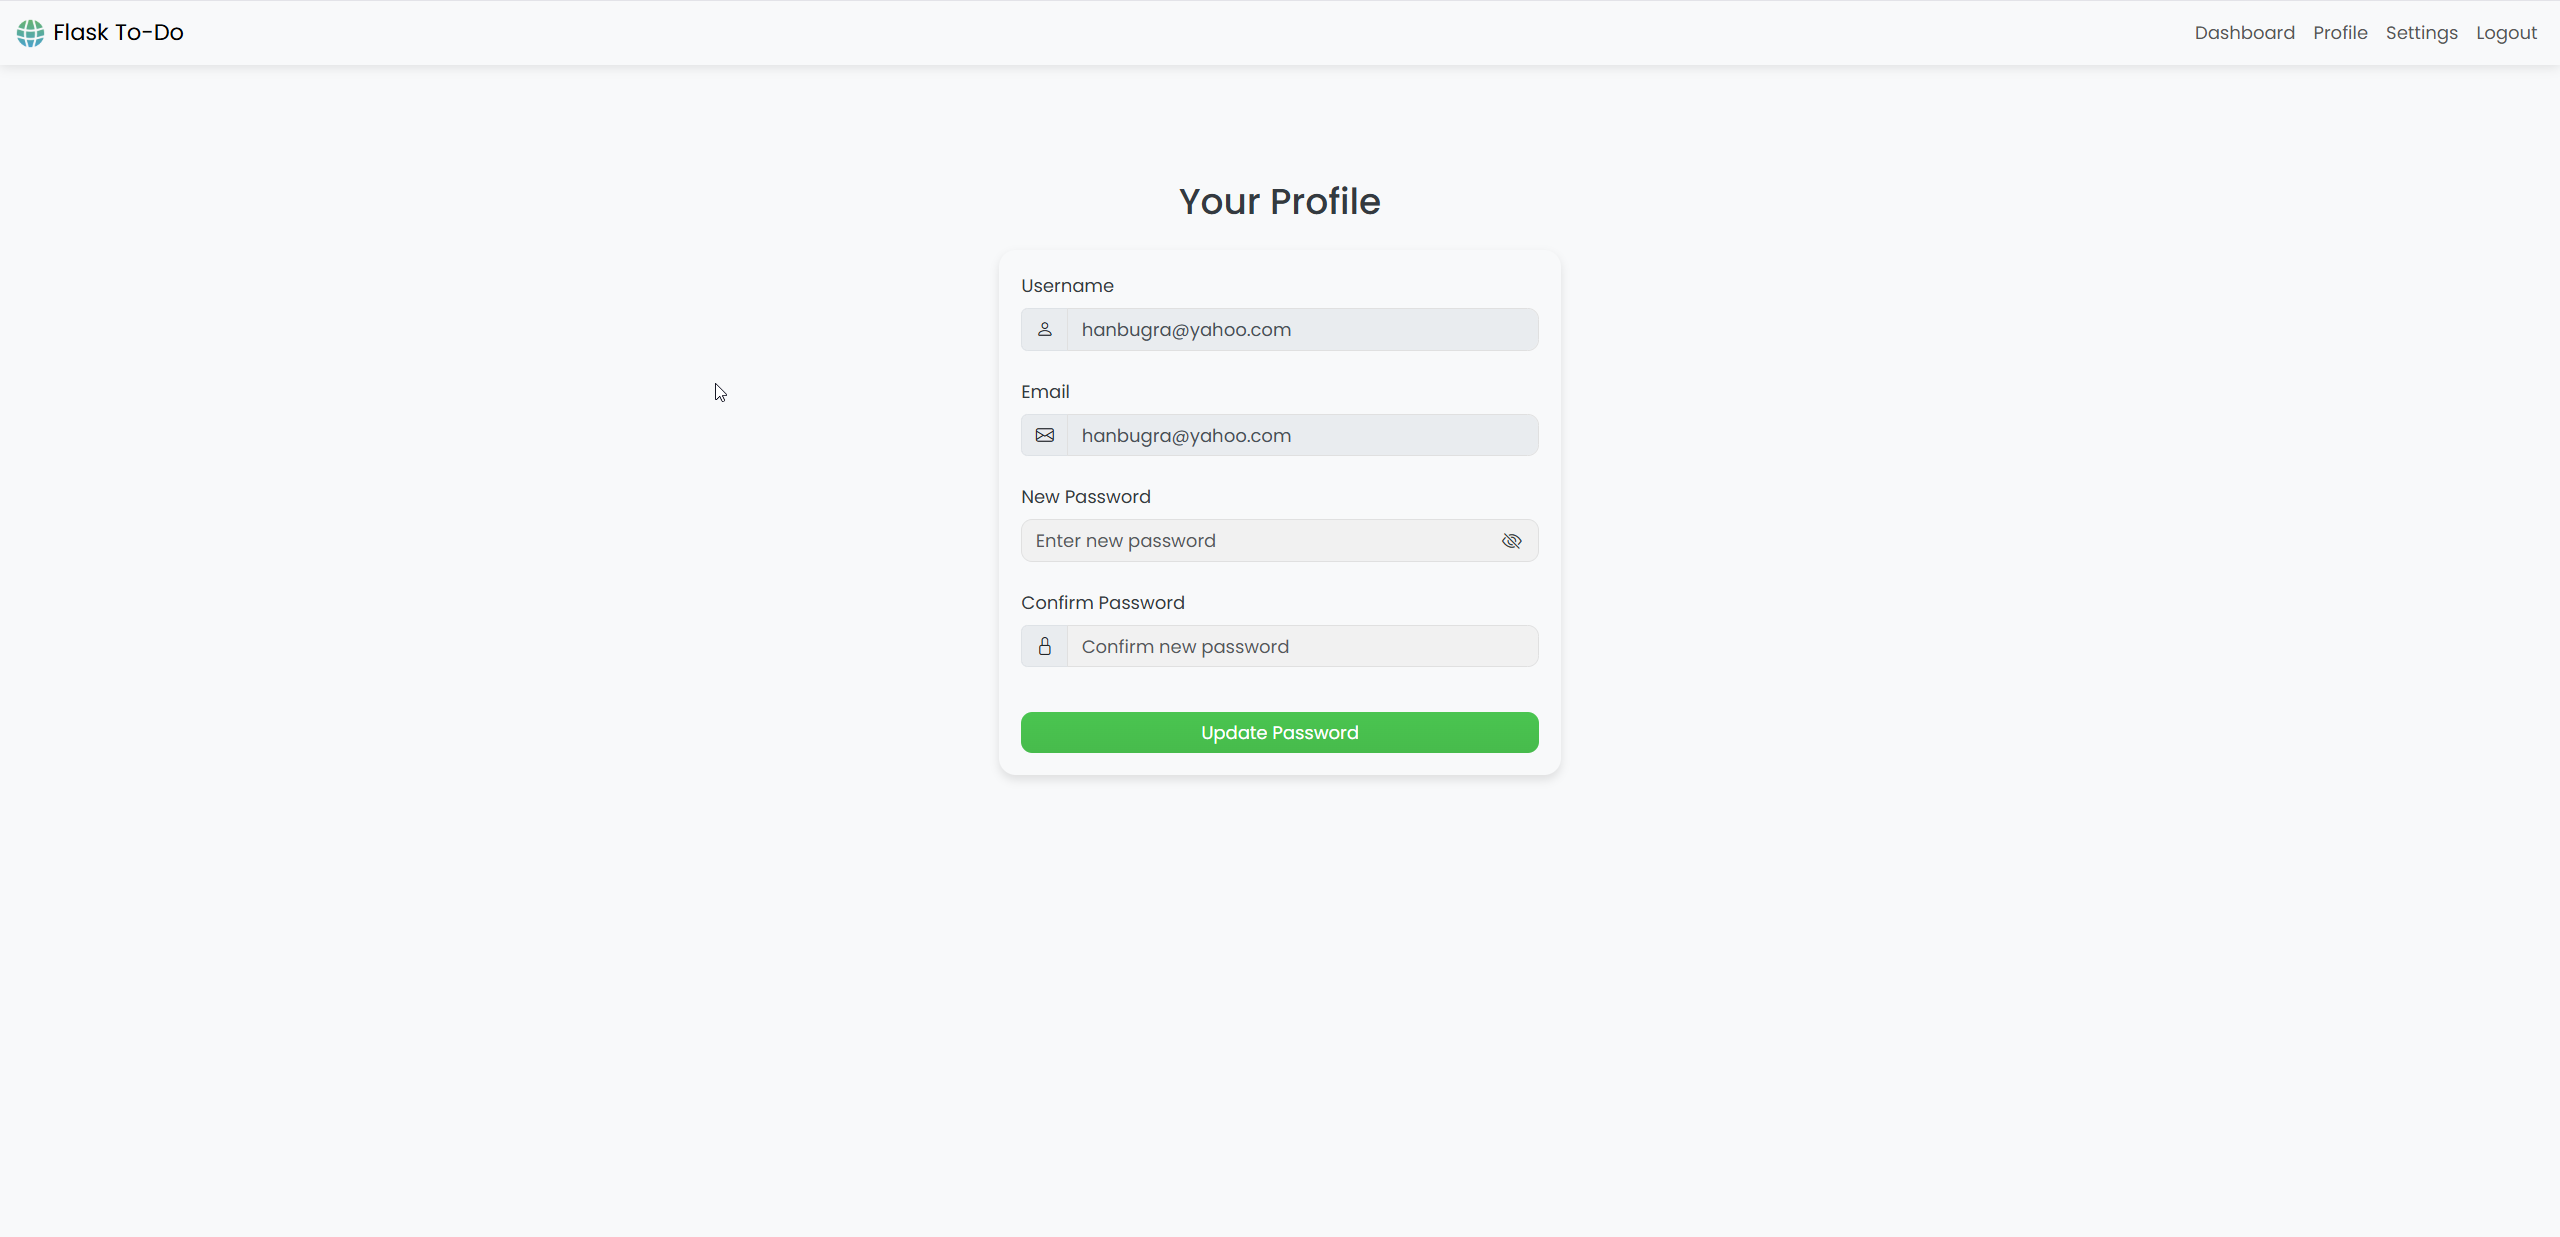 Flask To-Do
Dashboard Profile Settings Logout
Your Profile
Username
hanbugra@yahoo.com
Email
hanbugra@yahoo.com
New Password
Enter new password
Confirm Password
Confirm new password
Update Password